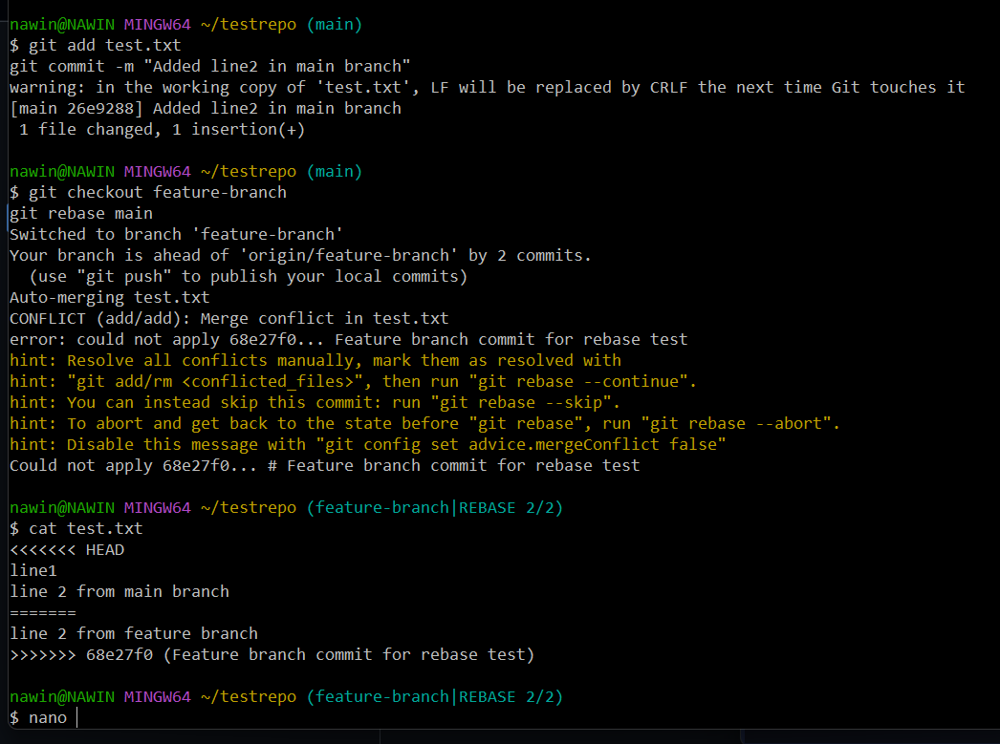 nawin@NAWIN MINGW64 ~/testrepo (main)
$ git add test.txt
git commit -m "Added line2 in main branch"
warning: in the working copy of 'test.txt', LF will be replaced by CRLF the next time Git touches it
[main 26e9288] Added line2 in main branch
 1 file changed, 1 insertion(+)

nawin@NAWIN MINGW64 ~/testrepo (main)
$ git checkout feature-branch
git rebase main
Switched to branch 'feature-branch'
Your branch is ahead of 'origin/feature-branch' by 2 commits.
  (use "git push" to publish your local commits)
Auto-merging test.txt
CONFLICT (add/add): Merge conflict in test.txt
error: could not apply 68e27f0... Feature branch commit for rebase test
hint: Resolve all conflicts manually, mark them as resolved with
hint: "git add/rm <conflicted_files>", then run "git rebase --continue".
hint: You can instead skip this commit: run "git rebase --skip".
hint: To abort and get back to the state before "git rebase", run "git rebase --abort".
hint: Disable this message with "git config set advice.mergeConflict false"
Could not apply 68e27f0... # Feature branch commit for rebase test

nawin@NAWIN MINGW64 ~/testrepo (feature-branch|REBASE 2/2)
$ cat test.txt
<<<<<<< HEAD
line1
line 2 from main branch
=======
line 2 from feature branch
>>>>>>> 68e27f0 (Feature branch commit for rebase test)

nawin@NAWIN MINGW64 ~/testrepo (feature-branch|REBASE 2/2)
$ nano